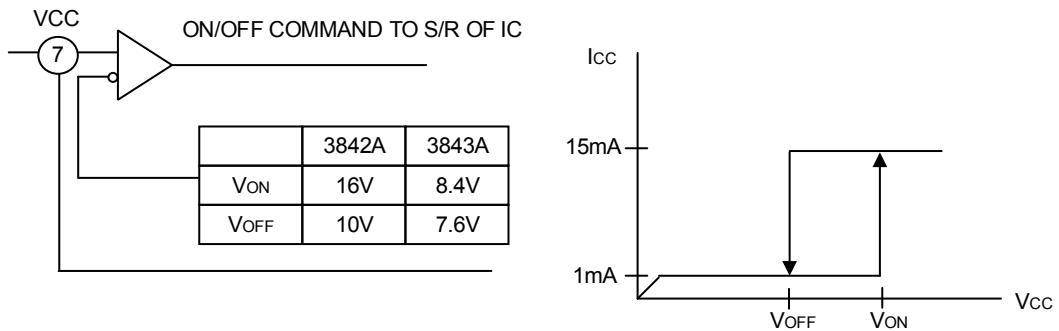 VCC
ON/OFF COMMAND TO S/R OF IC
7
3842A 3843A
VON 16V 8.4V
VOFF 10V 7.6V
ICC
15mA
1mA
VOFF VON
VCC